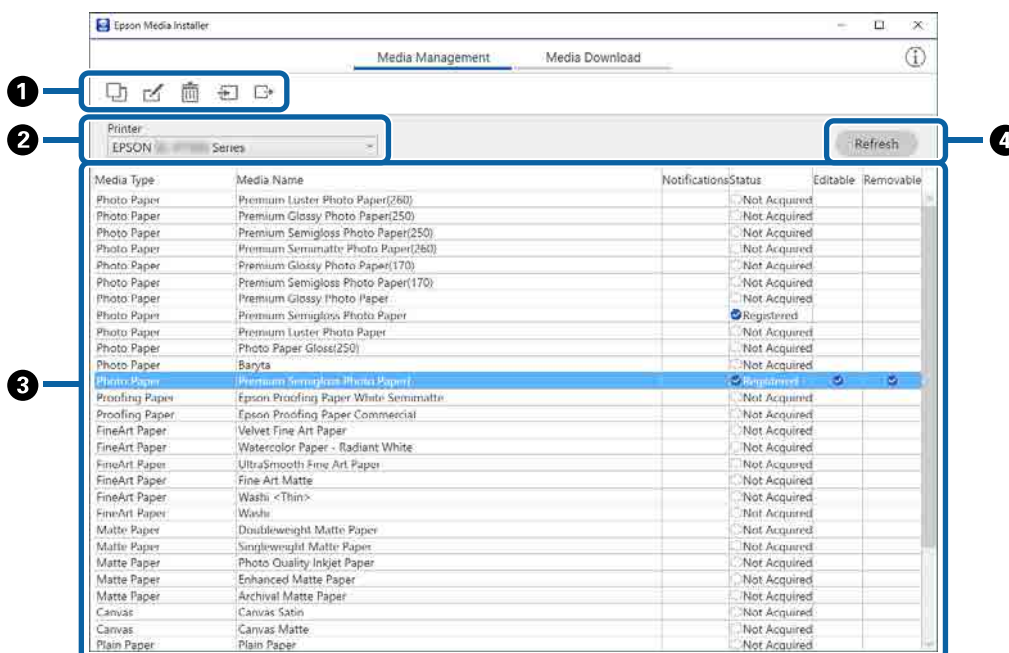 Epson Media Installer
Media Management Media Download
1
2
Printer
EPSON Series
Refresh
4
Media Type Media Name Notifications Status Editable Removable
Photo Paper Premium Luster Photo Paper(260) Not Acquired
Photo Paper Premium Glossy Photo Paper(250) Not Acquired
Photo Paper Premium Semigloss Photo Paper(250) Not Acquired
Photo Paper Premium Semimatte Photo Paper(260) Not Acquired
Photo Paper Premium Glossy Photo Paper(170) Not Acquired
Photo Paper Premium Semigloss Photo Paper(170) Not Acquired
Photo Paper Premium Glossy Photo Paper Not Acquired
Photo Paper Premium Semigloss Photo Paper Registered
Photo Paper Premium Luster Photo Paper Not Acquired
Photo Paper Photo Paper Gloss(250) Not Acquired
Photo Paper Baryta Not Acquired
3
Photo Paper Premium Semigloss Photo Registered
Proofing Paper Epson Proofing Paper White Semimatte Not Acquired
Proofing Paper Epson Proofing Paper Commercial Not Acquired
FineArt Paper Velvet Fine Art Paper Not Acquired
FineArt Paper Watercolor Paper - Radiant White Not Acquired
FineArt Paper UltraSmooth Fine Art Paper Not Acquired
FineArt Paper Fine Art Matte Not Acquired
FineArt Paper Washi <Thin> Not Acquired
FineArt Paper Washi Not Acquired
Matte Paper Doubleweight Matte Paper Not Acquired
Matte Paper Singleweight Matte Paper Not Acquired
Matte Paper Photo Quality Inkjet Paper Not Acquired
Matte Paper Enhanced Matte Paper Not Acquired
Matte Paper Archival Matte Paper Not Acquired
Canvas Canvas Satin Not Acquired
Canvas Canvas Matte Not Acquired
Plain Paper Plain Paper Not Acquired